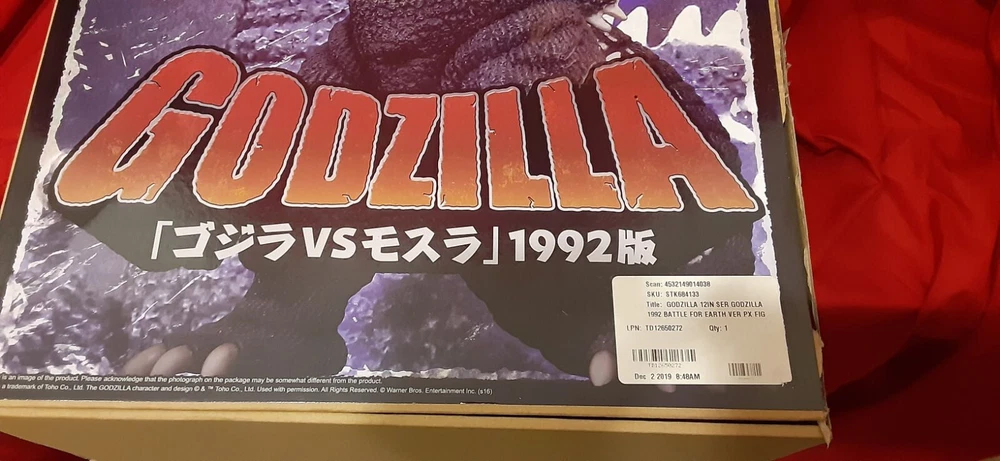 GODZILLA
「ゴジラVSモスラ」1992版
Scan: 4532149014038
SKU: STK684133
Title: GODZILLA 12IN SER GODZILLA
1992 BATTLE FOR EARTH VER PX FIG
LPN: TD12650272 Qty: 1
TD12650272
Dec 2 2019 8:48AM
is an image of the product. Please acknowledge that the photograph on the package may be somewhat different from the product.
a trademark of Toho Co., Ltd. The GODZILLA character and design © & ™ Toho Co., Ltd. Used with permission. All Rights Reserved. © Warner Bros. Entertainment Inc. (s16)